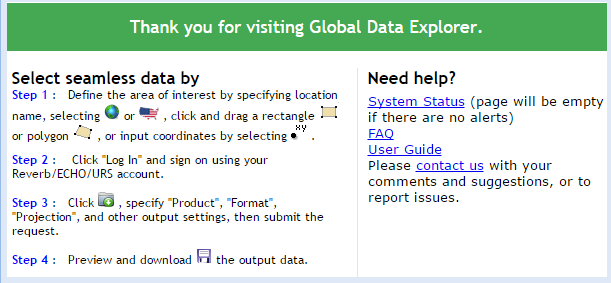 Thank you for visiting Global Data Explorer.
Select seamless data by
Step 1 : Define the area of interest by specifying location
name, selecting or , click and drag a rectangle
or polygon , or input coordinates by selecting xy .
Step 2 : Click "Log In" and sign on using your
Reverb/ECHO/URS account.
Step 3 : Click , specify "Product", "Format",
"Projection", and other output settings, then submit the
request.
Step 4 : Preview and download the output data.
Need help?
System Status (page will be empty
if there are no alerts)
FAQ
User Guide
Please contact us with your
comments and suggestions, or to
report issues.